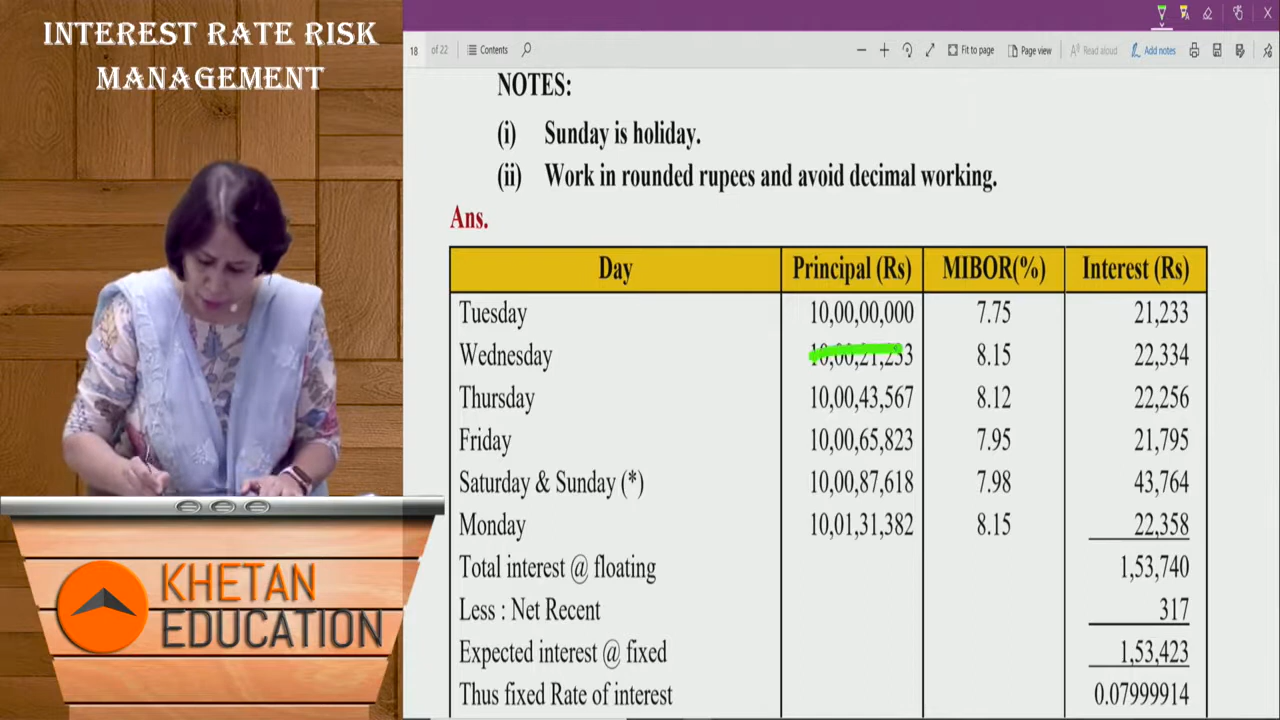 INTEREST RATE RISK
MANAGEMENT
18 of 22 Contents Fit to page Page view Read aloud Add notes
NOTES:
(i) Sunday is holiday.
(ii) Work in rounded rupees and avoid decimal working.
Ans.
Day Principal (Rs) MIBOR(%) Interest (Rs)
Tuesday 10,00,00,000 7.75 21,233
Wednesday 10,00,21,233 8.15 22,334
Thursday 10,00,43,567 8.12 22,256
Friday 10,00,65,823 7.95 21,795
Saturday & Sunday (*) 10,00,87,618 7.98 43,764
Monday 10,01,31,382 8.15 22,358
Total interest @ floating 1,53,740
Less : Net Recent 317
Expected interest @ fixed 1,53,423
Thus fixed Rate of interest 0.07999914
KHETAN
EDUCATION